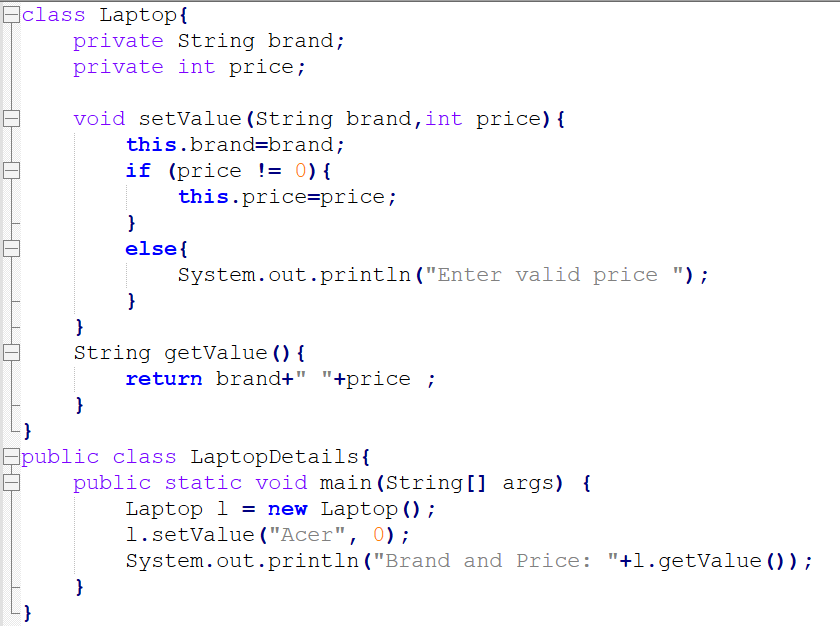 class Laptop{
    private String brand;
    private int price;

    void setValue(String brand,int price){
        this.brand=brand;
        if (price != 0){
            this.price=price;
        }
        else{
            System.out.println("Enter valid price ");
        }
    }
    String getValue(){
        return brand+" "+price ;
    }
}
public class LaptopDetails{
    public static void main(String[] args) {
        Laptop l = new Laptop();
        l.setValue("Acer", 0);
        System.out.println("Brand and Price: "+l.getValue());
    }
}